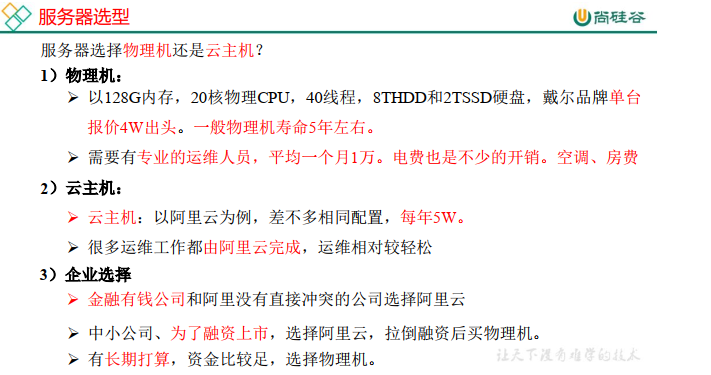 服务器选型
尚硅谷
服务器选择物理机还是云主机？
1）物理机：
➢ 以128G内存，20核物理CPU，40线程，8THDD和2TSSD硬盘，戴尔品牌单台
报价4W出头。一般物理机寿命5年左右。
➢ 需要有专业的运维人员，平均一个月1万。电费也是不少的开销。空调、房费
2）云主机：
➢ 云主机：以阿里云为例，差不多相同配置，每年5W。
➢ 很多运维工作都由阿里云完成，运维相对较轻松
3）企业选择
➢ 金融有钱公司和阿里没有直接冲突的公司选择阿里云
➢ 中小公司、为了融资上市，选择阿里云，拉倒融资后买物理机。
➢ 有长期打算，资金比较足，选择物理机。
让天下没有难学的技术